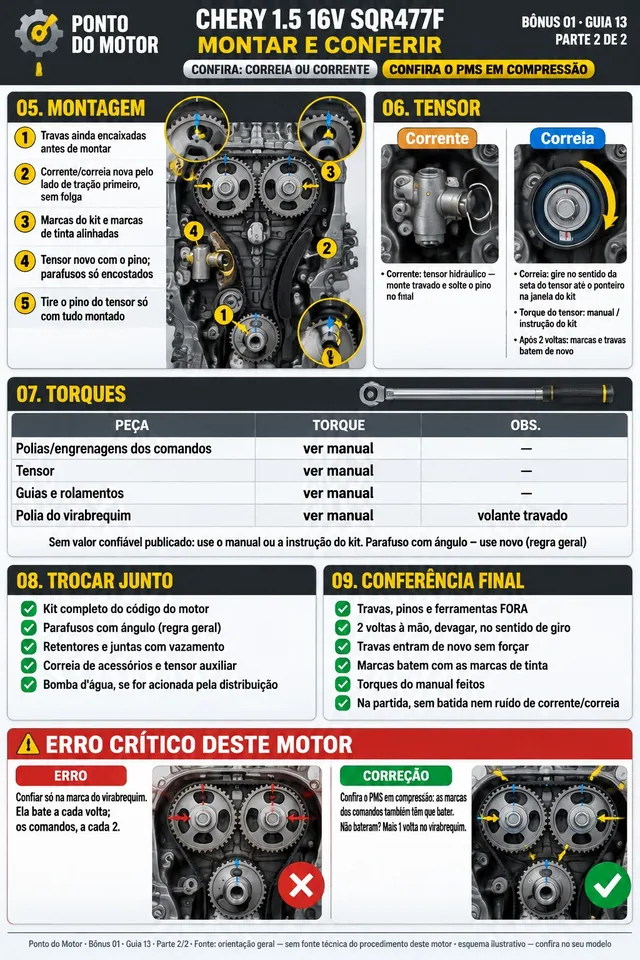 PONTO
DO MOTOR
CHERY 1.5 16V SQR477F
MONTAR E CONFERIR
CONFIRA: CORREIA OU CORRENTE
CONFIRA O PMS EM COMPRESSÃO
BÔNUS 01 · GUIA 13
PARTE 2 DE 2
05. MONTAGEM
1 Travas ainda encaixadas
antes de montar
2 Corrente/correia nova pelo
lado de tração primeiro,
sem folga
3 Marcas do kit e marcas
de tinta alinhadas
4 Tensor novo com o pino;
parafusos só encostados
5 Tire o pino do tensor só
com tudo montado
3
4
2
1
06. TENSOR
Corrente
• Corrente: tensor hidráulico —
monte travado e solte o pino
no final
Correia
• Correia: gire no sentido da
seta do tensor até o ponteiro
na janela do kit
• Torque do tensor: manual /
instrução do kit
• Após 2 voltas: marcas e travas
batem de novo
07. TORQUES
PEÇA TORQUE OBS.
Polias/engrenagens dos comandos ver manual —
Tensor ver manual —
Guias e rolamentos ver manual —
Polia do virabrequim ver manual volante travado
Sem valor confiável publicado: use o manual ou a instrução do kit. Parafuso com ângulo — use novo (regra geral)
08. TROCAR JUNTO
Kit completo do código do motor
Parafusos com ângulo (regra geral)
Retentores e juntas com vazamento
Correia de acessórios e tensor auxiliar
Bomba d'água, se for acionada pela distribuição
09. CONFERÊNCIA FINAL
Travas, pinos e ferramentas FORA
2 voltas à mão, devagar, no sentido de giro
Travas entram de novo sem forçar
Marcas batem com as marcas de tinta
Torques do manual feitos
Na partida, sem batida nem ruído de corrente/correia
ERRO CRÍTICO DESTE MOTOR
ERRO
Confiar só na marca do virabrequim.
Ela bate a cada volta;
os comandos, a cada 2.
CORREÇÃO
Confira o PMS em compressão: as marcas
dos comandos também têm que bater.
Não bateram? Mais 1 volta no virabrequim.
Ponto do Motor • Bônus 01 • Guia 13 • Parte 2/2 • Fonte: orientação geral — sem fonte técnica do procedimento deste motor • esquema ilustrativo — confira no seu modelo